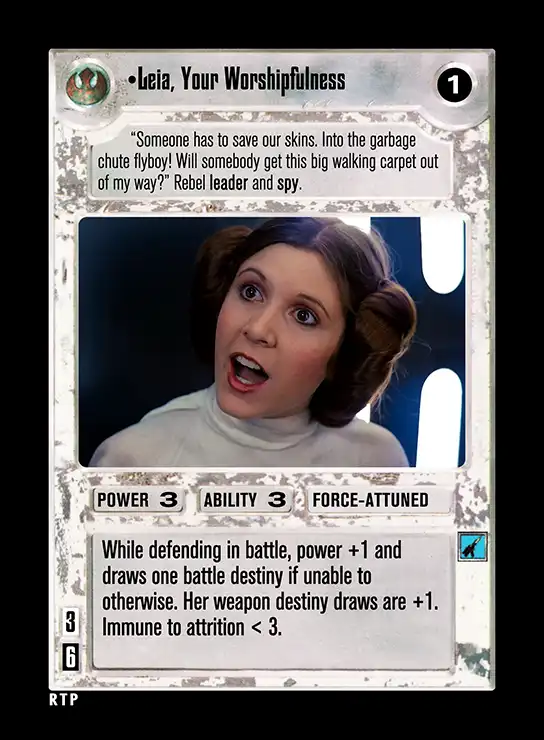 •Leia, Your Worshipfulness
1
“Someone has to save our skins. Into the garbage
chute flyboy! Will somebody get this big walking carpet out
of my way?” Rebel leader and spy.
POWER 3 ABILITY 3 FORCE-ATTUNED
While defending in battle, power +1 and
draws one battle destiny if unable to
otherwise. Her weapon destiny draws are +1.
Immune to attrition < 3.
3
6
RTP